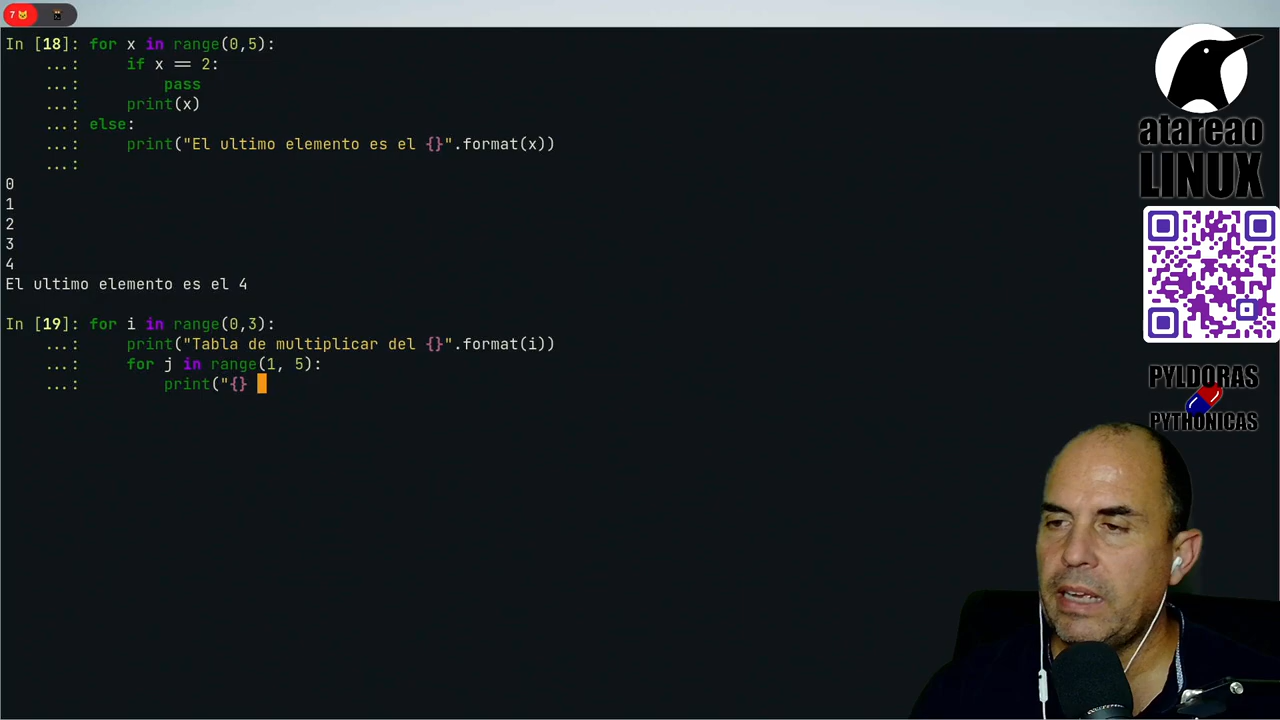 7
In [18]: for x in range(0,5):
...: if x == 2:
...: pass
...: print(x)
...: else:
...: print("El ultimo elemento es el {}".format(x))
...:
0
1
2
3
4
El ultimo elemento es el 4
In [19]: for i in range(0,3):
...: print("Tabla de multiplicar del {}".format(i))
...: for j in range(1, 5):
...: print("{}
atareao
LINUX
PYLDORAS
PYTHONICAS